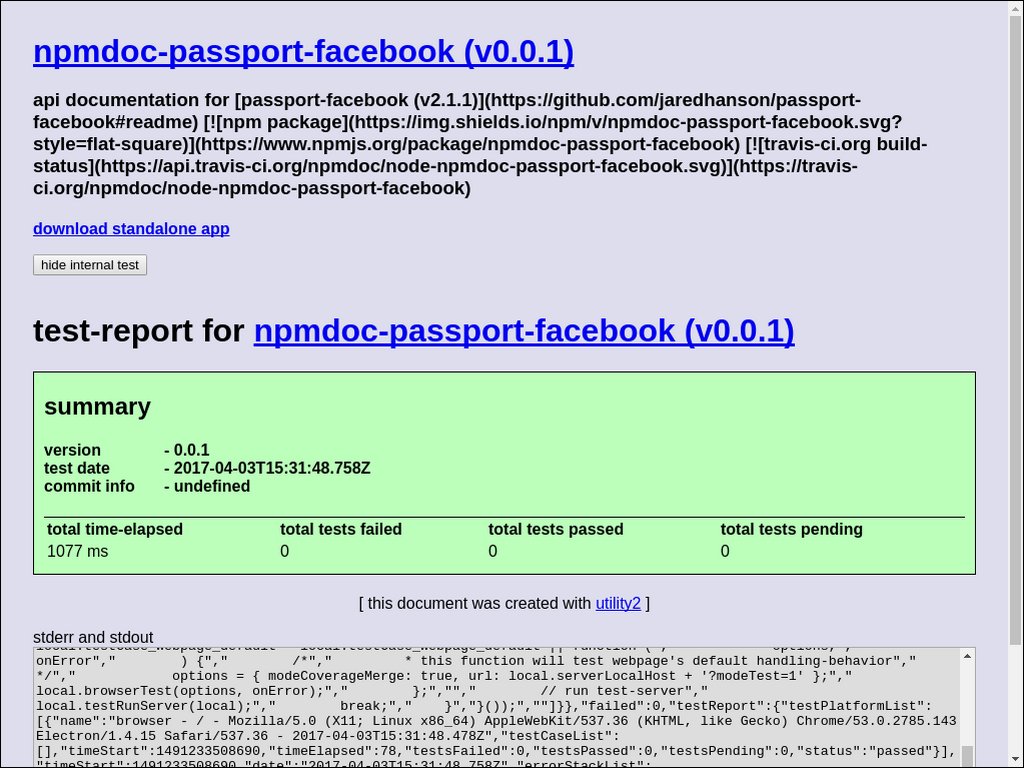 npmdoc-passport-facebook (v0.0.1)
api documentation for [passport-facebook (v2.1.1)](https://github.com/jaredhanson/passport-
facebook#readme) [![npm package](https://img.shields.io/npm/v/npmdoc-passport-facebook.svg?
style=flat-square)](https://www.npmjs.org/package/npmdoc-passport-facebook) [![travis-ci.org build-
status](https://api.travis-ci.org/npmdoc/node-npmdoc-passport-facebook.svg)](https://travis-
ci.org/npmdoc/node-npmdoc-passport-facebook)
download standalone app
hide internal test
test-report for npmdoc-passport-facebook (v0.0.1)
summary
version - 0.0.1
test date - 2017-04-03T15:31:48.758Z
commit info - undefined
total time-elapsed total tests failed total tests passed total tests pending
1077 ms 0 0 0
[ this document was created with utility2 ]
stderr and stdout
onError","        ) {","        /*","         * this function will test webpage's default handling-behavior","
*/","         options = { modeCoverageMerge: true, url: local.serverLocalHost + '?modeTest=1' };","
local.browserTest(options, onError);","        };","","        // run test-server","
local.testRunServer(local);","        break;","    }","}());",""]}},"failed":0,"testReport":{"testPlatformList":
[{"name":"browser - / - Mozilla/5.0 (X11; Linux x86_64) AppleWebKit/537.36 (KHTML, like Gecko) Chrome/53.0.2785.143
Electron/1.4.15 Safari/537.36 - 2017-04-03T15:31:48.478Z","testCaseList":
[],"timeStart":1491233508690,"timeElapsed":78,"testsFailed":0,"testsPassed":0,"testsPending":0,"status":"passed"}],
"timeStart":1491233508690,"date":"2017-04-03T15:31:48.758Z","errorStackList":